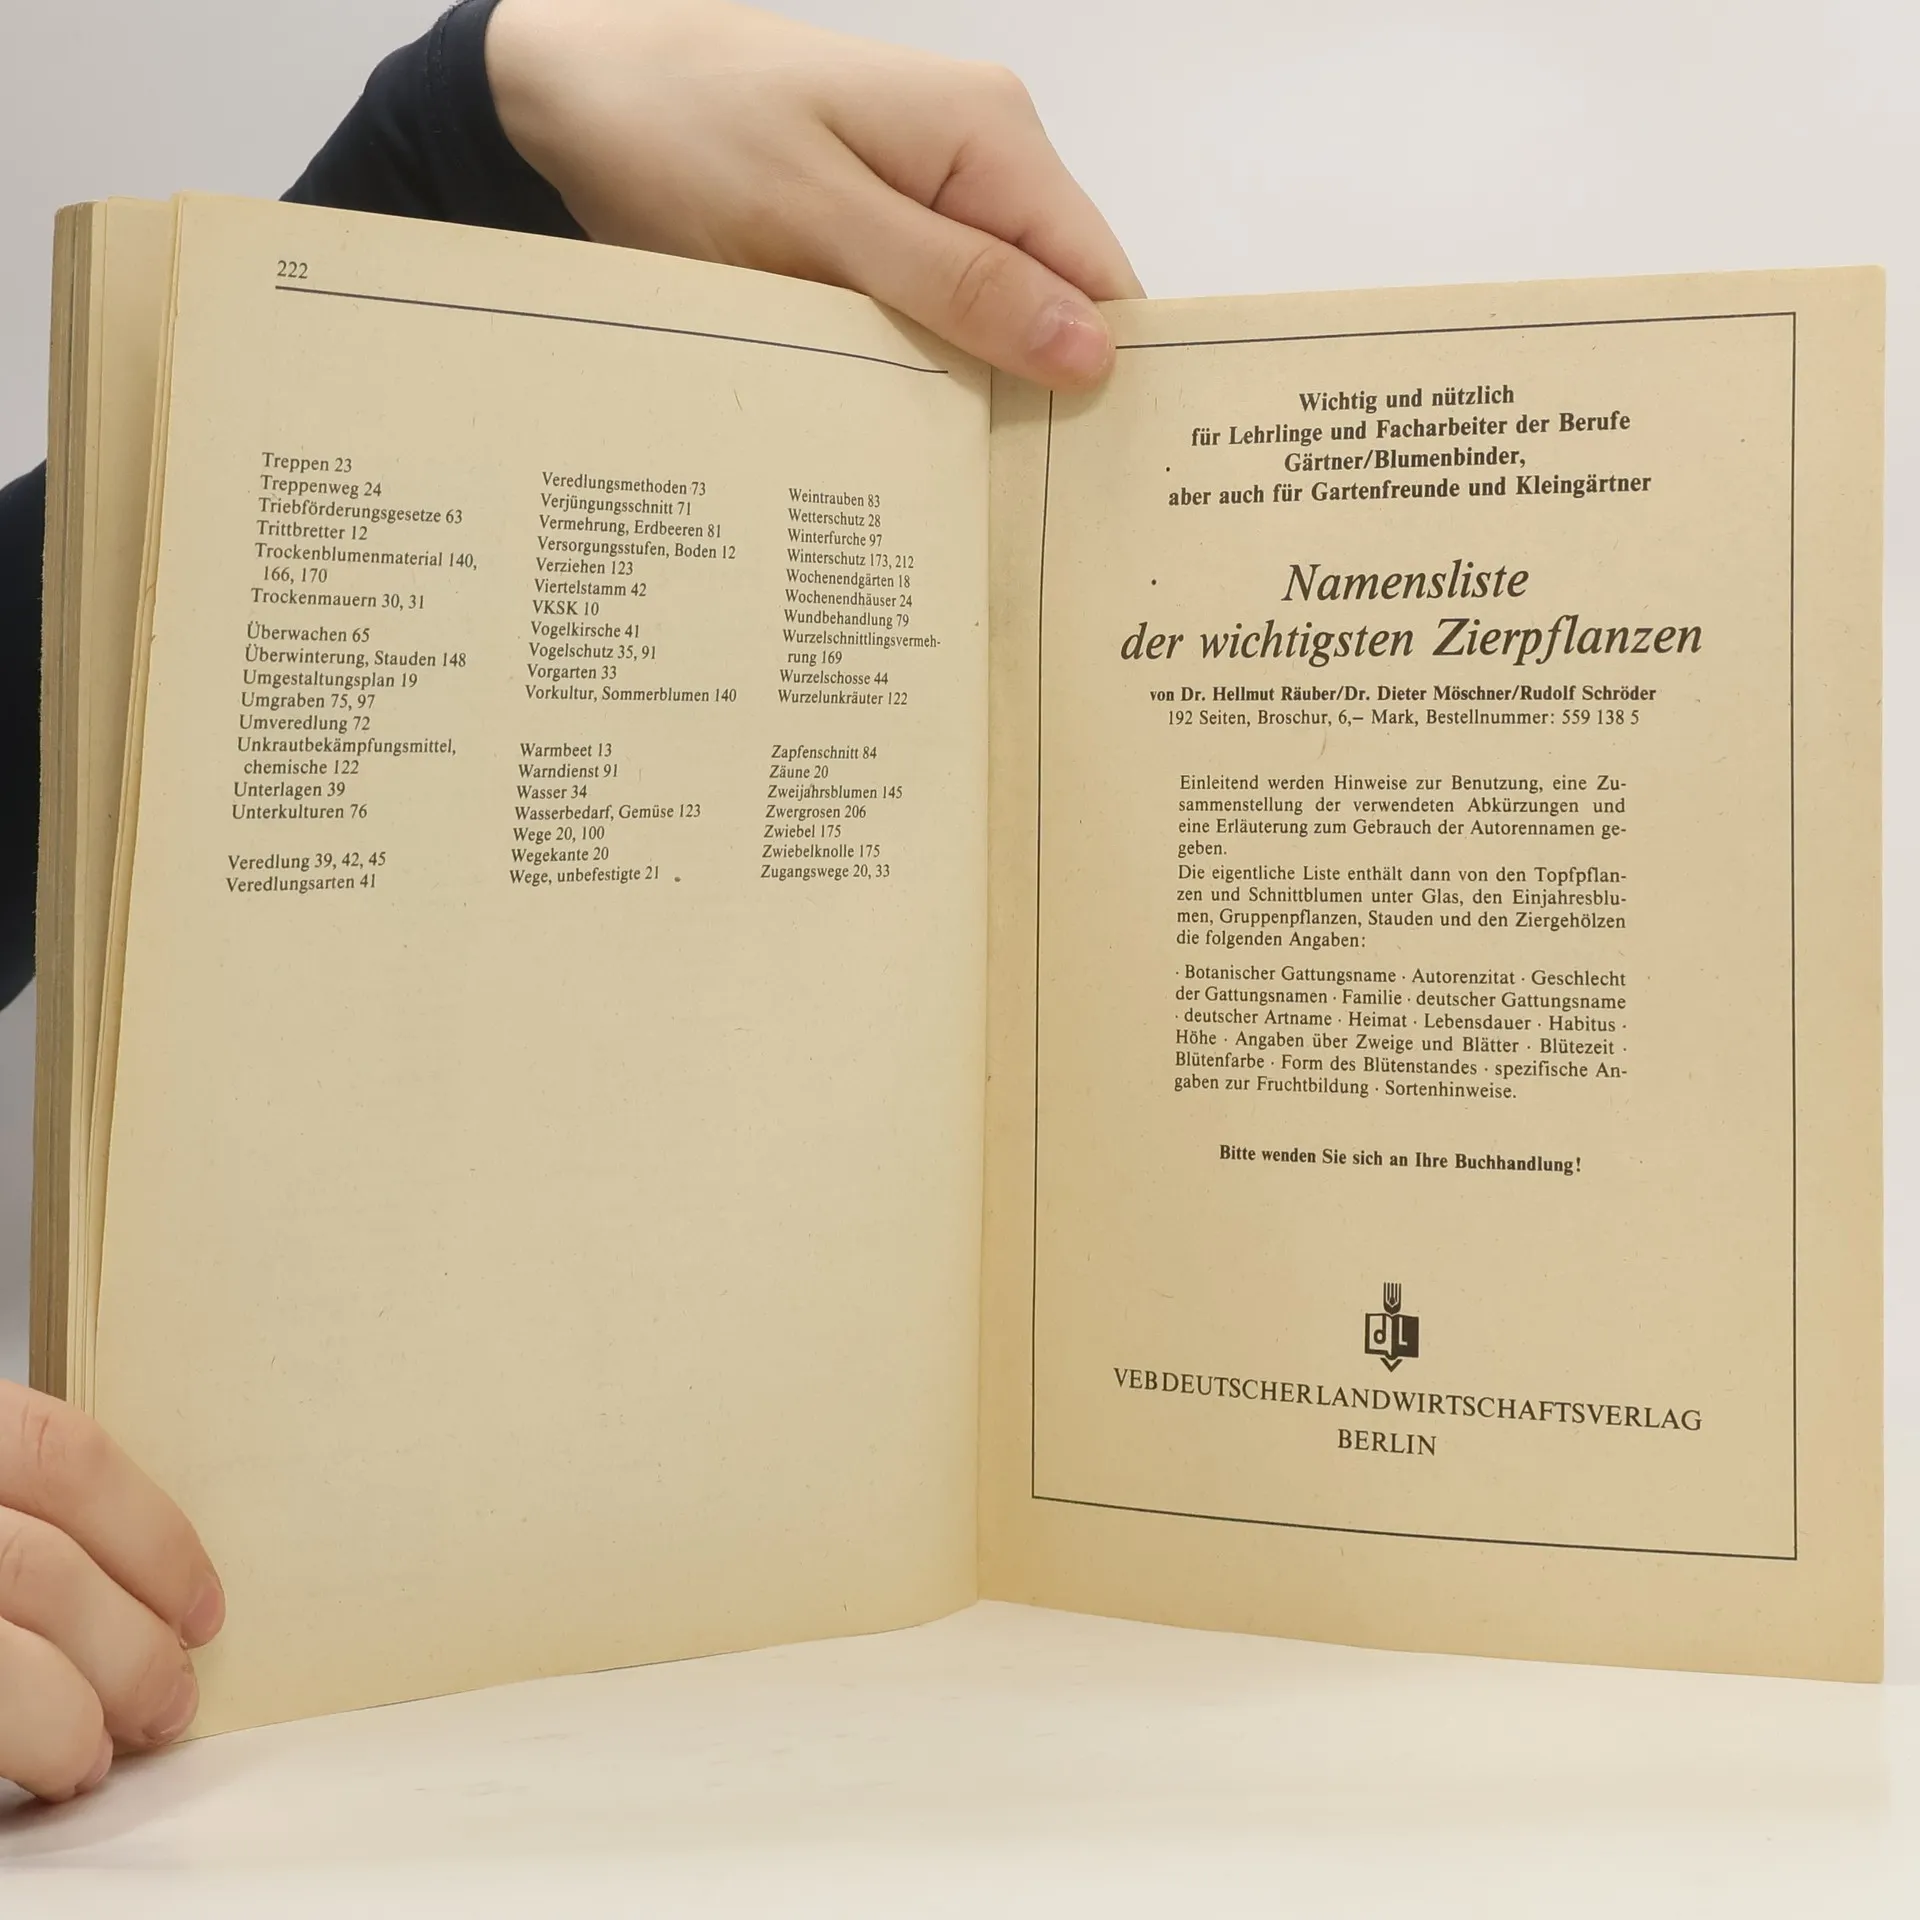 222
Treppen 23
Treppenweg 24
Triebförderungsgesetze 63
Trittbretter 12
Trockenblumenmaterial 140,
166, 170
Trockenmauern 30, 31
Überwachen 65
Überwinterung, Stauden 148
Umgestaltungsplan 19
Umgraben 75, 97
Umveredlung 72
Unkrautbekämpfungsmittel,
chemische 122
Unterlagen 39
Unterkulturen 76
Veredlung 39, 42, 45
Veredlungsarten 41
Veredlungsmethoden 73
Verjüngungsschnitt 71
Vermehrung, Erdbeeren 81
Versorgungsstufen, Boden 12
Verziehen 123
Viertelstamm 42
VKSK 10
Vogelkirsche 41
Vogelschutz 35, 91
Vorgarten 33
Vorkultur, Sommerblumen 140
Warmbeet 13
Warndienst 91
Wasser 34
Wasserbedarf, Gemüse 123
Wege 20, 100
Wegekante 20
Wege, unbefestigte 21
Weintrauben 83
Wetterschutz 28
Winterfurche 97
Winterschutz 173, 212
Wochenendgärten 18
Wochenendhäuser 24
Wundbehandlung 79
Wurzelschnittlingsvermeh-
rung 169
Wurzelschosse 44
Wurzelunkräuter 122
Zapfenschnitt 84
Zäune 20
Zweijahrsblumen 145
Zwergrosen 206
Zwiebel 175
Zwiebelknolle 175
Zugangswege 20, 33
Wichtig und nützlich
für Lehrlinge und Facharbeiter der Berufe
Gärtner/Blumenbinder,
aber auch für Gartenfreunde und Kleingärtner
Namensliste
der wichtigsten Zierpflanzen
von Dr. Hellmut Räuber/Dr. Dieter Möschner/Rudolf Schröder
192 Seiten, Broschur, 6,– Mark, Bestellnummer: 559 138 5
Einleitend werden Hinweise zur Benutzung, eine Zu-
sammenstellung der verwendeten Abkürzungen und
eine Erläuterung zum Gebrauch der Autorennamen ge-
geben.
Die eigentliche Liste enthält dann von den Topfpflan-
zen und Schnittblumen unter Glas, den Einjahresblu-
men, Gruppenpflanzen, Stauden und den Ziergehölzen
die folgenden Angaben:
· Botanischer Gattungsname · Autorenzitat · Geschlecht
der Gattungsnamen · Familie · deutscher Gattungsname
· deutscher Artname · Heimat · Lebensdauer · Habitus ·
Höhe · Angaben über Zweige und Blätter · Blütezeit ·
Blütenfarbe · Form des Blütenstandes · spezifische An-
gaben zur Fruchtbildung · Sortenhinweise.
Bitte wenden Sie sich an Ihre Buchhandlung!
dL
VEB DEUTSCHER LANDWIRTSCHAFTSVERLAG
BERLIN